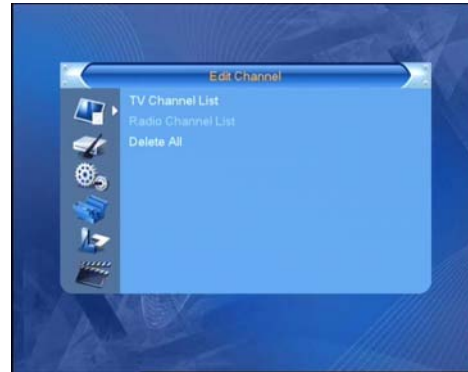 Edit Channel
TV Channel List
Radio Channel List
Delete All